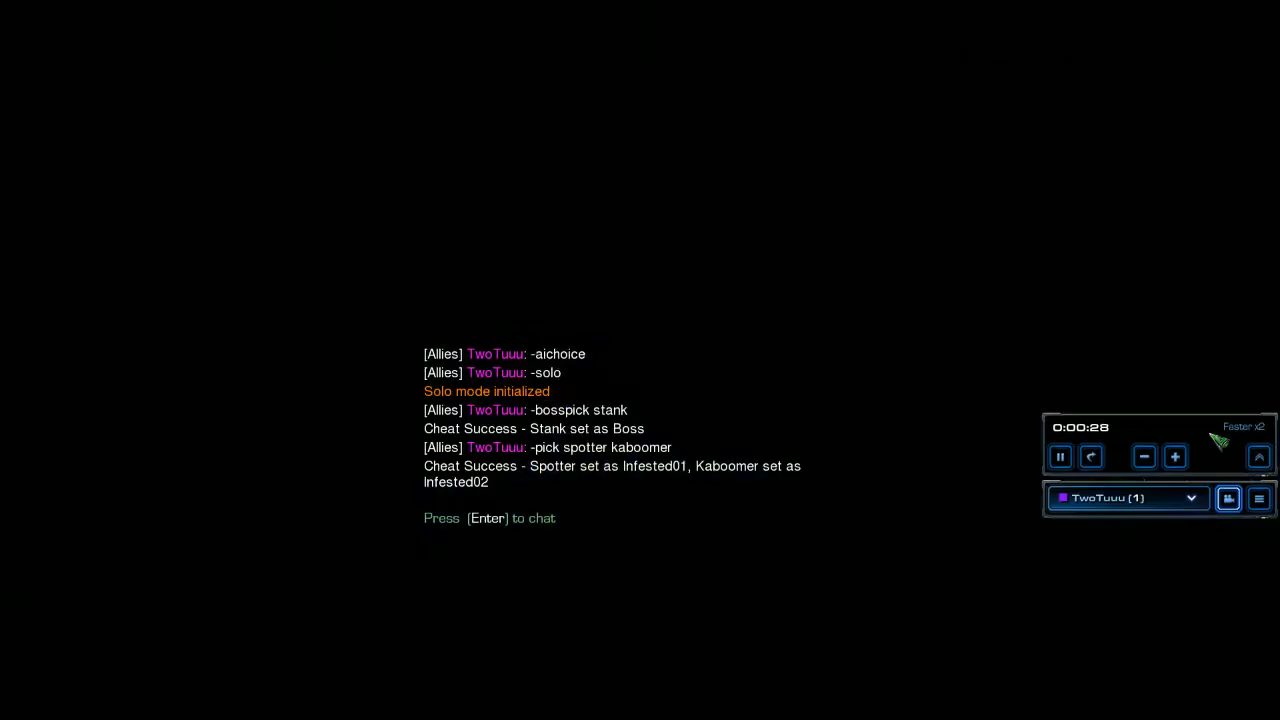 [Allies] TwoTuuu: -aichoice
[Allies] TwoTuuu: -solo
Solo mode initialized
[Allies] TwoTuuu: -bosspick stank
Cheat Success - Stank set as Boss
[Allies] TwoTuuu: -pick spotter kaboomer
Cheat Success - Spotter set as Infested01, Kaboomer set as
Infested02
Press (Enter) to chat
0:00:28 Faster x2
TwoTuuu (1)